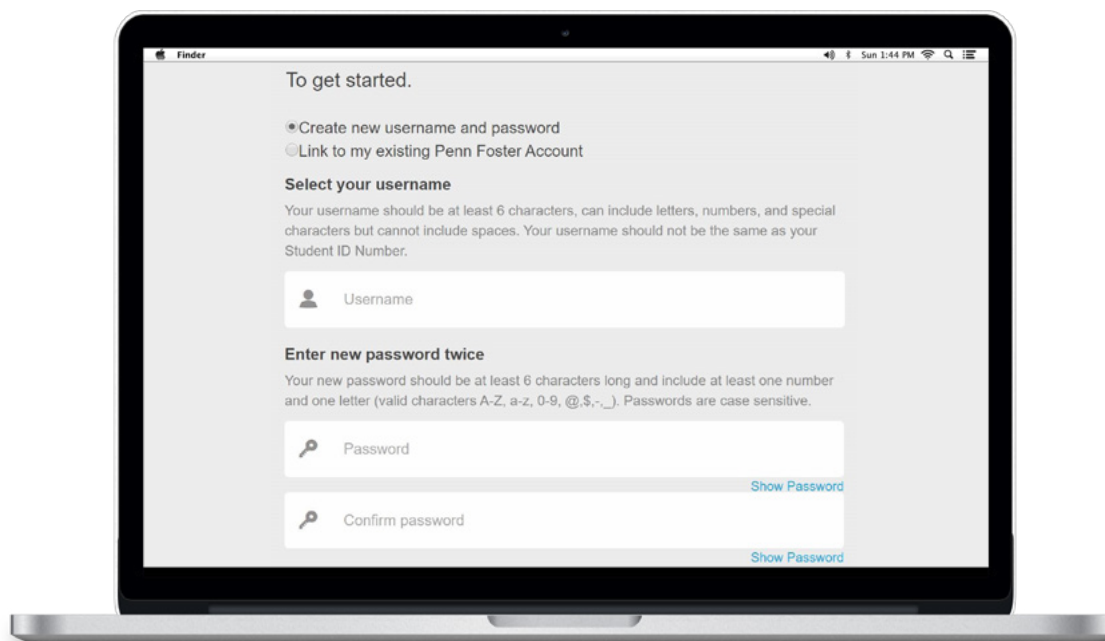 Finder
Sun 1:44 PM
To get started.
Create new username and password
Link to my existing Penn Foster Account
Select your username
Your username should be at least 6 characters, can include letters, numbers, and special
characters but cannot include spaces. Your username should not be the same as your
Student ID Number.
Username
Enter new password twice
Your new password should be at least 6 characters long and include at least one number
and one letter (valid characters A-Z, a-z, 0-9, @,$,-,_). Passwords are case sensitive.
Password
Show Password
Confirm password
Show Password